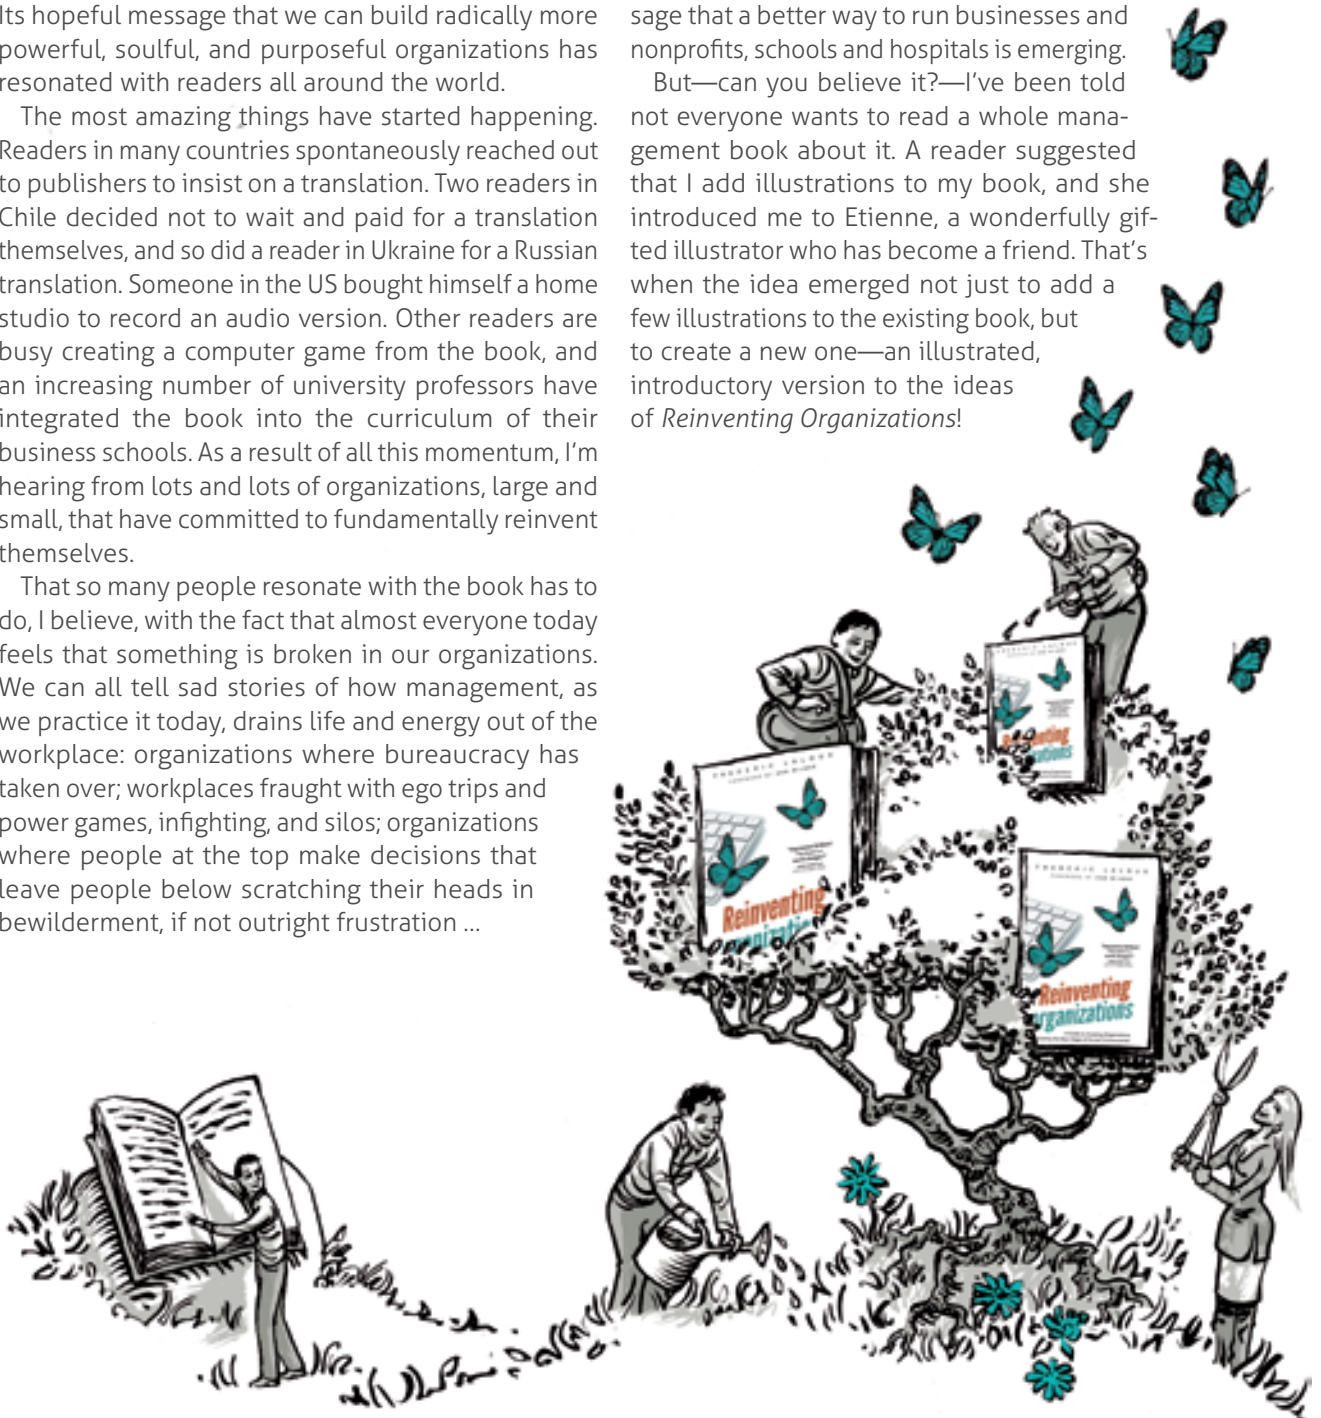 Its hopeful message that we can build radically more
powerful, soulful, and purposeful organizations has
resonated with readers all around the world.
The most amazing things have started happening.
Readers in many countries spontaneously reached out
to publishers to insist on a translation. Two readers in
Chile decided not to wait and paid for a translation
themselves, and so did a reader in Ukraine for a Russian
translation. Someone in the US bought himself a home
studio to record an audio version. Other readers are
busy creating a computer game from the book, and
an increasing number of university professors have
integrated the book into the curriculum of their
business schools. As a result of all this momentum, I'm
hearing from lots and lots of organizations, large and
small, that have committed to fundamentally reinvent
themselves.
That so many people resonate with the book has to
do, I believe, with the fact that almost everyone today
feels that something is broken in our organizations.
We can all tell sad stories of how management, as
we practice it today, drains life and energy out of the
workplace: organizations where bureaucracy has
taken over; workplaces fraught with ego trips and
power games, infighting, and silos; organizations
where people at the top make decisions that
leave people below scratching their heads in
bewilderment, if not outright frustration ...
sage that a better way to run businesses and
nonprofits, schools and hospitals is emerging.
But—can you believe it?—I've been told
not everyone wants to read a whole mana-
gement book about it. A reader suggested
that I add illustrations to my book, and she
introduced me to Etienne, a wonderfully gif-
ted illustrator who has become a friend. That's
when the idea emerged not just to add a
few illustrations to the existing book, but
to create a new one—an illustrated,
introductory version to the ideas
of Reinventing Organizations!
FREDERIC LALOUX
Reinventing
FREDERIC LALOUX
Reinventing
organizations